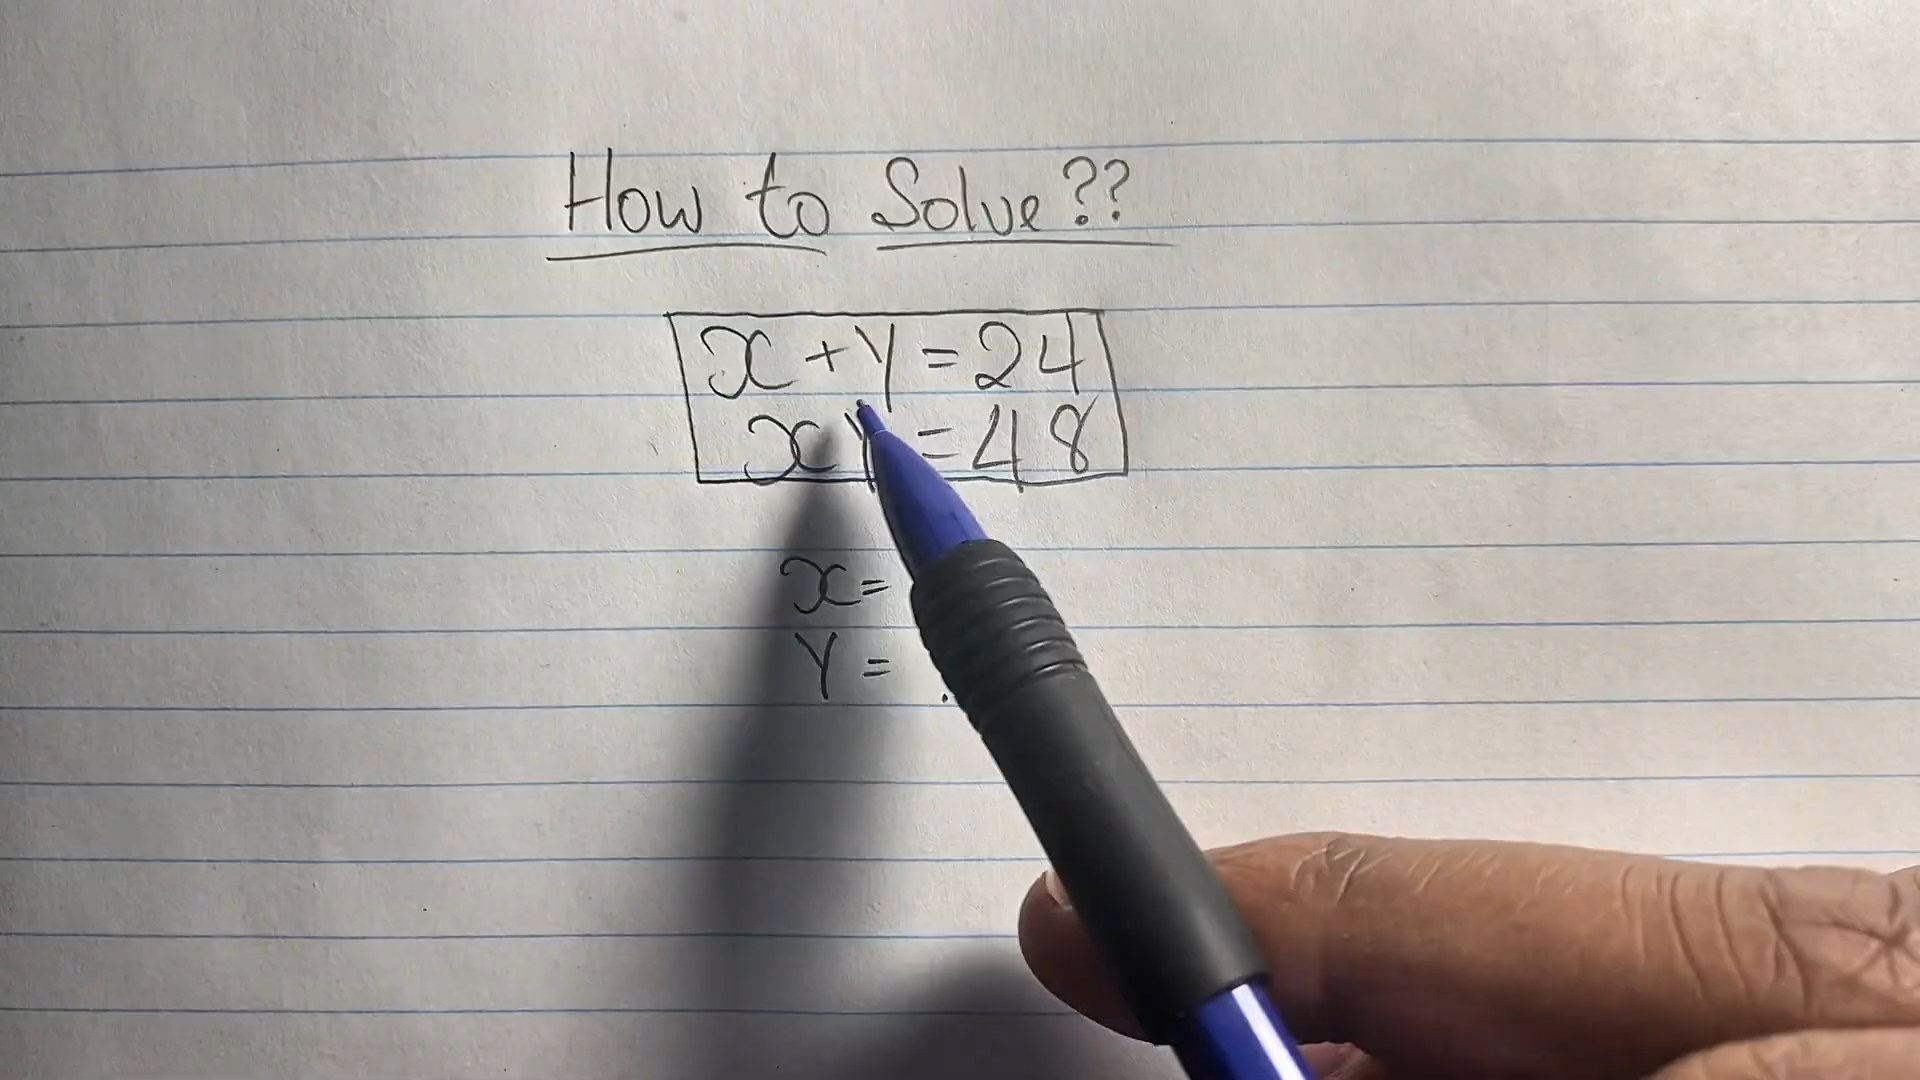 How to Solve??
x + y = 24
xy = 48
x =
y =